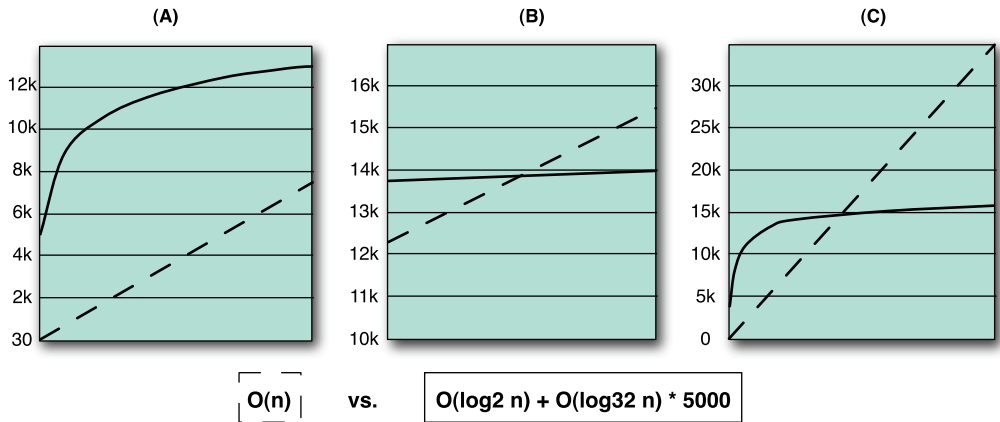 (A)
12k
10k
8k
6k
4k
2k
30
(B)
16k
15k
14k
13k
12k
11k
10k
(C)
30k
25k
20k
15k
10k
5k
0
O(n) vs. O(log2 n) + O(log32 n) * 5000